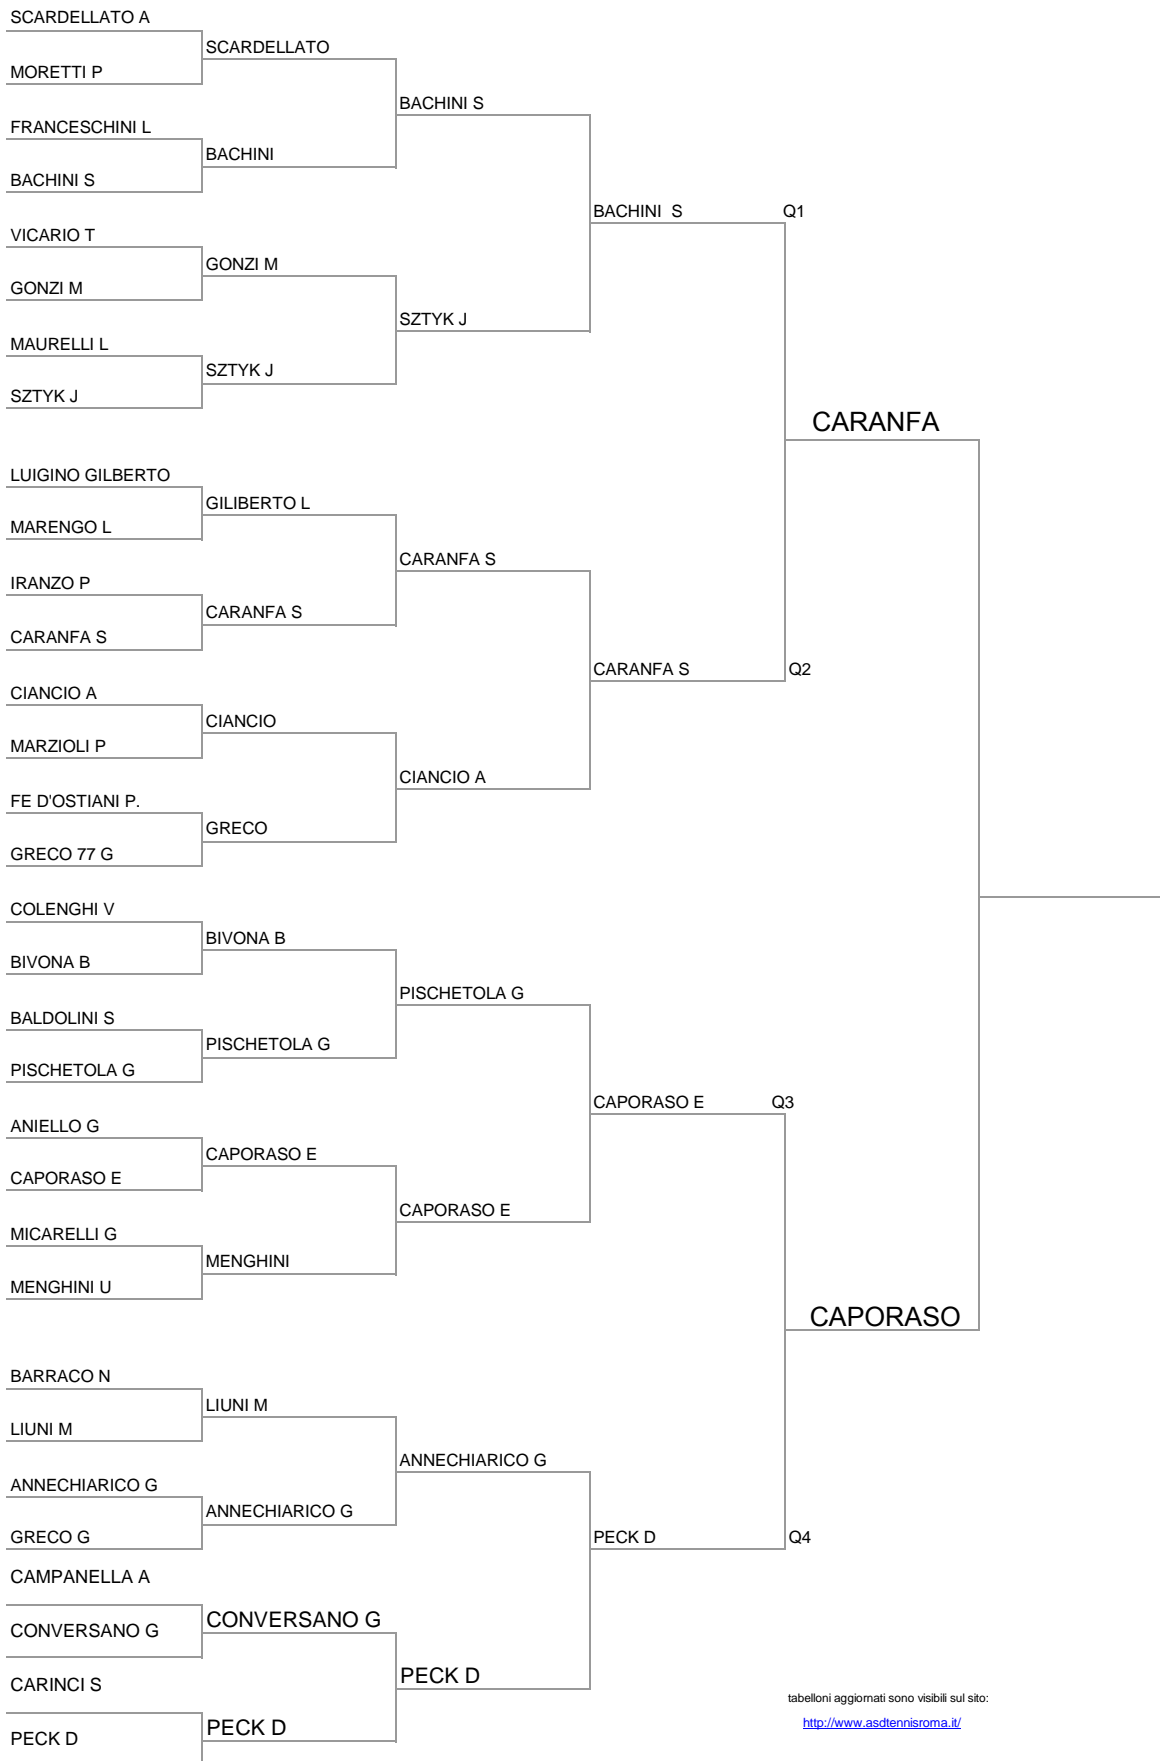 SCARDELLATO A
SCARDELLATO
MORETTI P
BACHINI S
FRANCESCHINI L
BACHINI
BACHINI S
BACHINI  S
Q1
VICARIO T
GONZI M
GONZI M
SZTYK J
MAURELLI L
SZTYK J
SZTYK J
CARANFA
LUIGINO GILBERTO
GILIBERTO L
MARENGO L
CARANFA S
IRANZO P
CARANFA S
CARANFA S
CARANFA S
Q2
CIANCIO A
CIANCIO
MARZIOLI P
CIANCIO A
FE D'OSTIANI P.
GRECO
GRECO 77 G
COLENGHI V
BIVONA B
BIVONA B
PISCHETOLA G
BALDOLINI S
PISCHETOLA G
PISCHETOLA G
CAPORASO E
Q3
ANIELLO G
CAPORASO E
CAPORASO E
CAPORASO E
MICARELLI G
MENGHINI
MENGHINI U
CAPORASO
BARRACO N
LIUNI M
LIUNI M
ANNECHIARICO G
ANNECHIARICO G
ANNECHIARICO G
GRECO G
PECK D
Q4
CAMPANELLA A
CONVERSANO G
CONVERSANO G
PECK D
CARINCI S
PECK D
PECK D
tabelloni aggiornati sono visibili sul sito:
http://www.asdtennisroma.it/